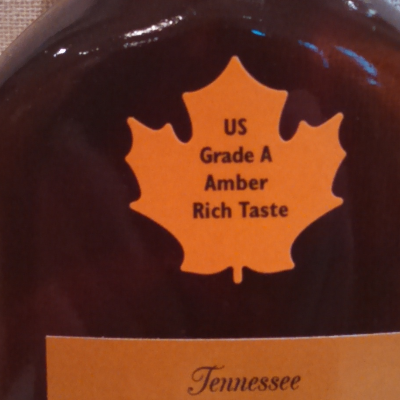 US
Grade A
Amber
Rich Taste
Tennessee